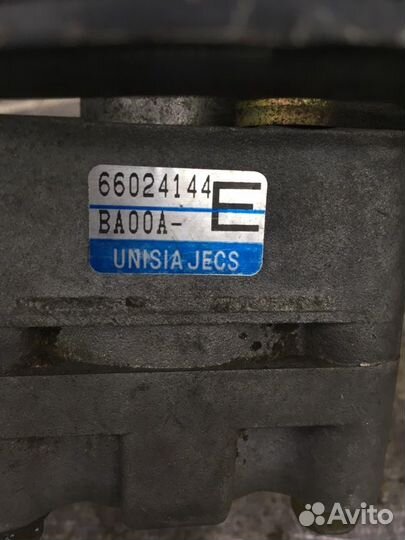 66024144
BA00A- E
UNISIA JECS
Avito